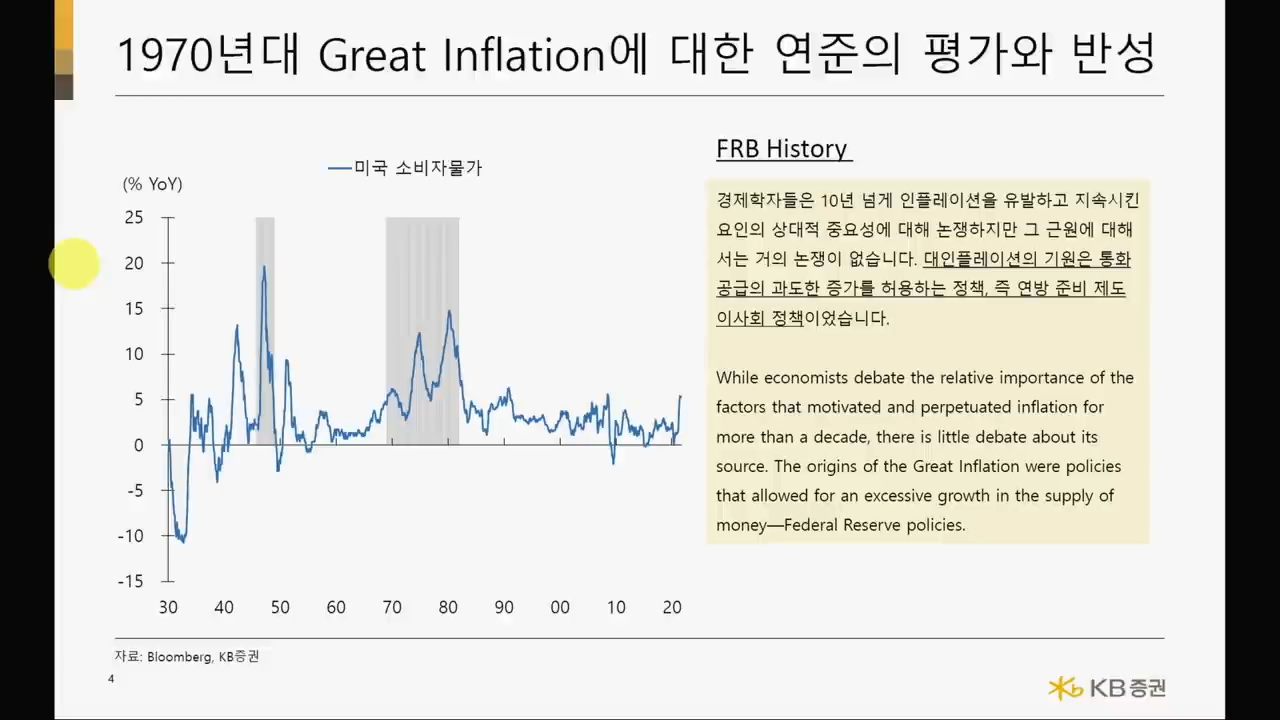 1970년대 Great Inflation에 대한 연준의 평가와 반성
미국 소비자물가
(% YoY)
25
20
15
10
5
0
-5
-10
-15
30 40 50 60 70 80 90 00 10 20
FRB History
경제학자들은 10년 넘게 인플레이션을 유발하고 지속시킨
요인의 상대적 중요성에 대해 논쟁하지만 그 근원에 대해
서는 거의 논쟁이 없습니다. 대인플레이션의 기원은 통화
공급의 과도한 증가를 허용하는 정책, 즉 연방 준비 제도
이사회 정책이었습니다.
While economists debate the relative importance of the
factors that motivated and perpetuated inflation for
more than a decade, there is little debate about its
source. The origins of the Great Inflation were policies
that allowed for an excessive growth in the supply of
money—Federal Reserve policies.
자료: Bloomberg, KB증권
4
KB증권